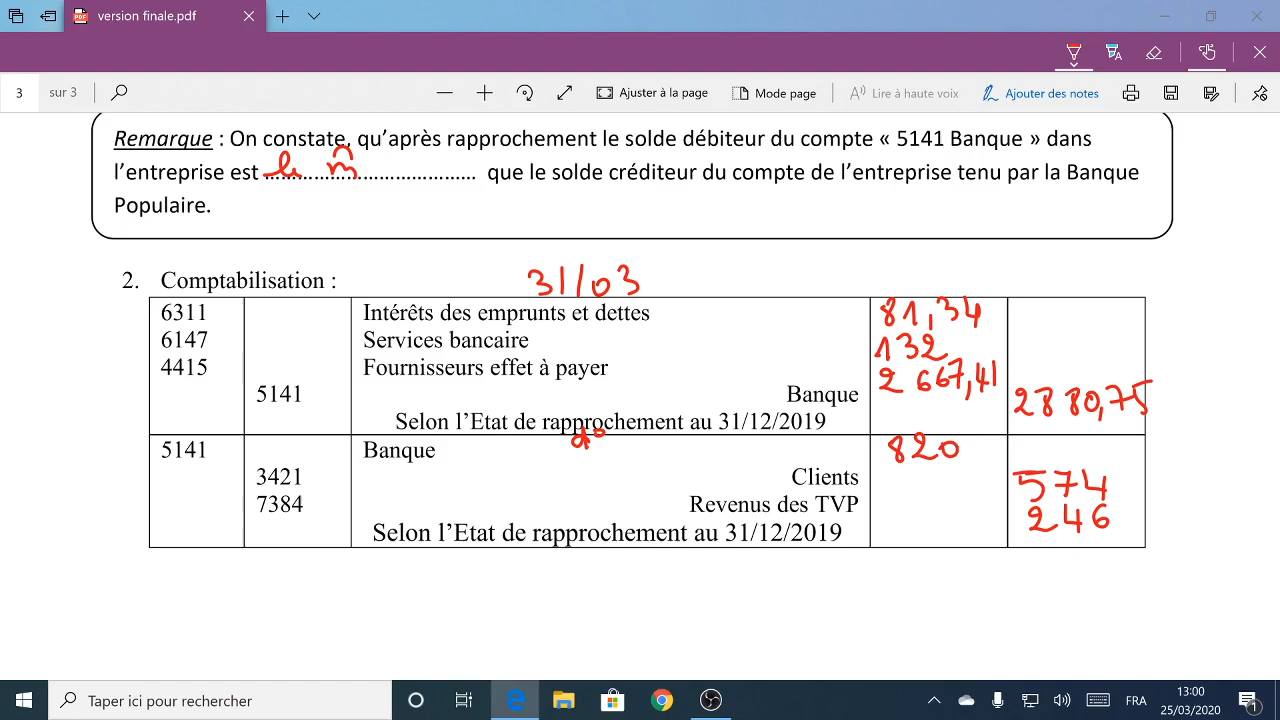 version finale.pdf
3 sur 3
Ajuster à la page
Mode page
Lire à haute voix
Ajouter des notes
Remarque : On constate, qu'après rapprochement le solde débiteur du compte « 5141 Banque » dans
l'entreprise est le m̂ ........................................ que le solde créditeur du compte de l'entreprise tenu par la Banque
Populaire.
2. Comptabilisation :
31/03
6311 Intérêts des emprunts et dettes 81,34
6147 Services bancaire 132
4415 Fournisseurs effet à payer 2 667,41
5141 Banque 2880,75
Selon l'Etat de rapprochement au 31/12/2019
d°
5141 Banque 820
3421 Clients 574
7384 Revenus des TVP 246
Selon l'Etat de rapprochement au 31/12/2019
Taper ici pour rechercher
FRA
13:00
25/03/2020
1